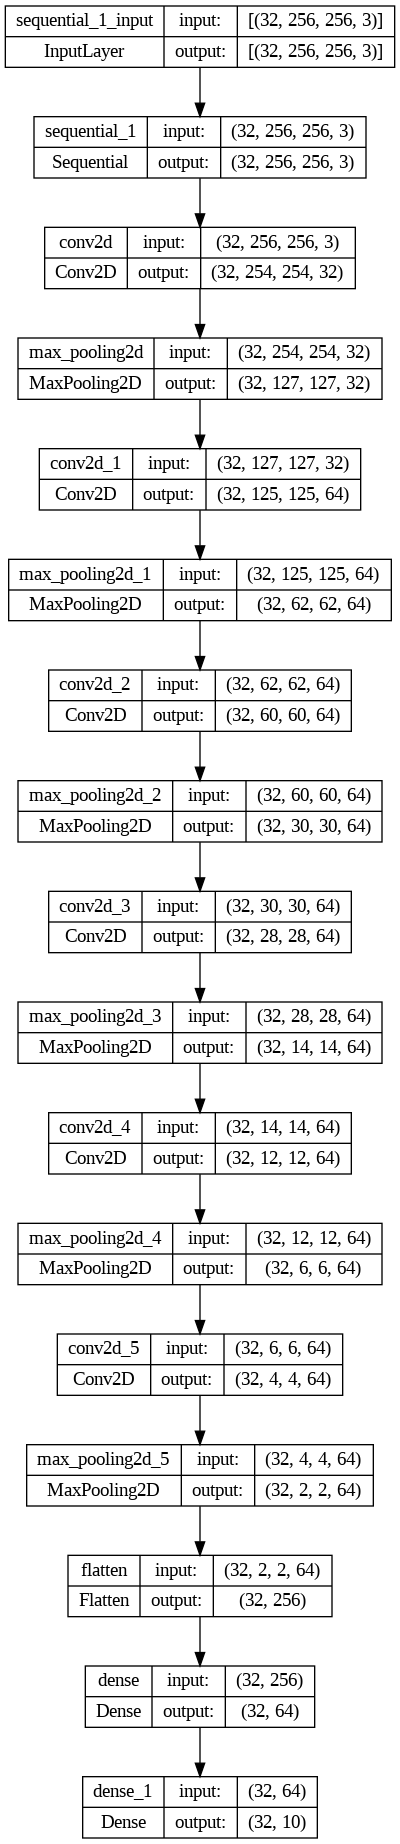 sequential_1_input input: [(32, 256, 256, 3)]
InputLayer output: [(32, 256, 256, 3)]
sequential_1 input: (32, 256, 256, 3)
Sequential output: (32, 256, 256, 3)
conv2d input: (32, 256, 256, 3)
Conv2D output: (32, 254, 254, 32)
max_pooling2d input: (32, 254, 254, 32)
MaxPooling2D output: (32, 127, 127, 32)
conv2d_1 input: (32, 127, 127, 32)
Conv2D output: (32, 125, 125, 64)
max_pooling2d_1 input: (32, 125, 125, 64)
MaxPooling2D output: (32, 62, 62, 64)
conv2d_2 input: (32, 62, 62, 64)
Conv2D output: (32, 60, 60, 64)
max_pooling2d_2 input: (32, 60, 60, 64)
MaxPooling2D output: (32, 30, 30, 64)
conv2d_3 input: (32, 30, 30, 64)
Conv2D output: (32, 28, 28, 64)
max_pooling2d_3 input: (32, 28, 28, 64)
MaxPooling2D output: (32, 14, 14, 64)
conv2d_4 input: (32, 14, 14, 64)
Conv2D output: (32, 12, 12, 64)
max_pooling2d_4 input: (32, 12, 12, 64)
MaxPooling2D output: (32, 6, 6, 64)
conv2d_5 input: (32, 6, 6, 64)
Conv2D output: (32, 4, 4, 64)
max_pooling2d_5 input: (32, 4, 4, 64)
MaxPooling2D output: (32, 2, 2, 64)
flatten input: (32, 2, 2, 64)
Flatten output: (32, 256)
dense input: (32, 256)
Dense output: (32, 64)
dense_1 input: (32, 64)
Dense output: (32, 10)